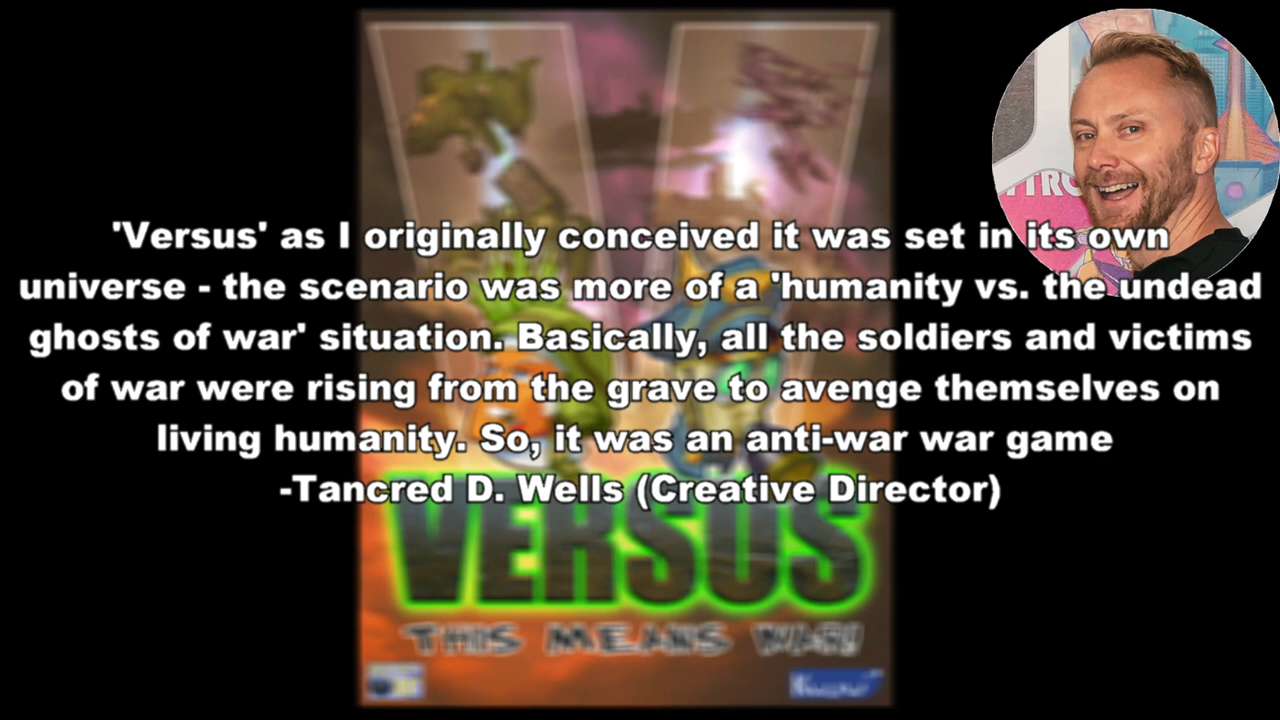 'Versus' as I originally conceived it was set in its own
universe - the scenario was more of a 'humanity vs. the undead
ghosts of war' situation. Basically, all the soldiers and victims
of war were rising from the grave to avenge themselves on
living humanity. So, it was an anti-war war game
-Tancred D. Wells (Creative Director)
VERSUS
THIS MEANS WAR!